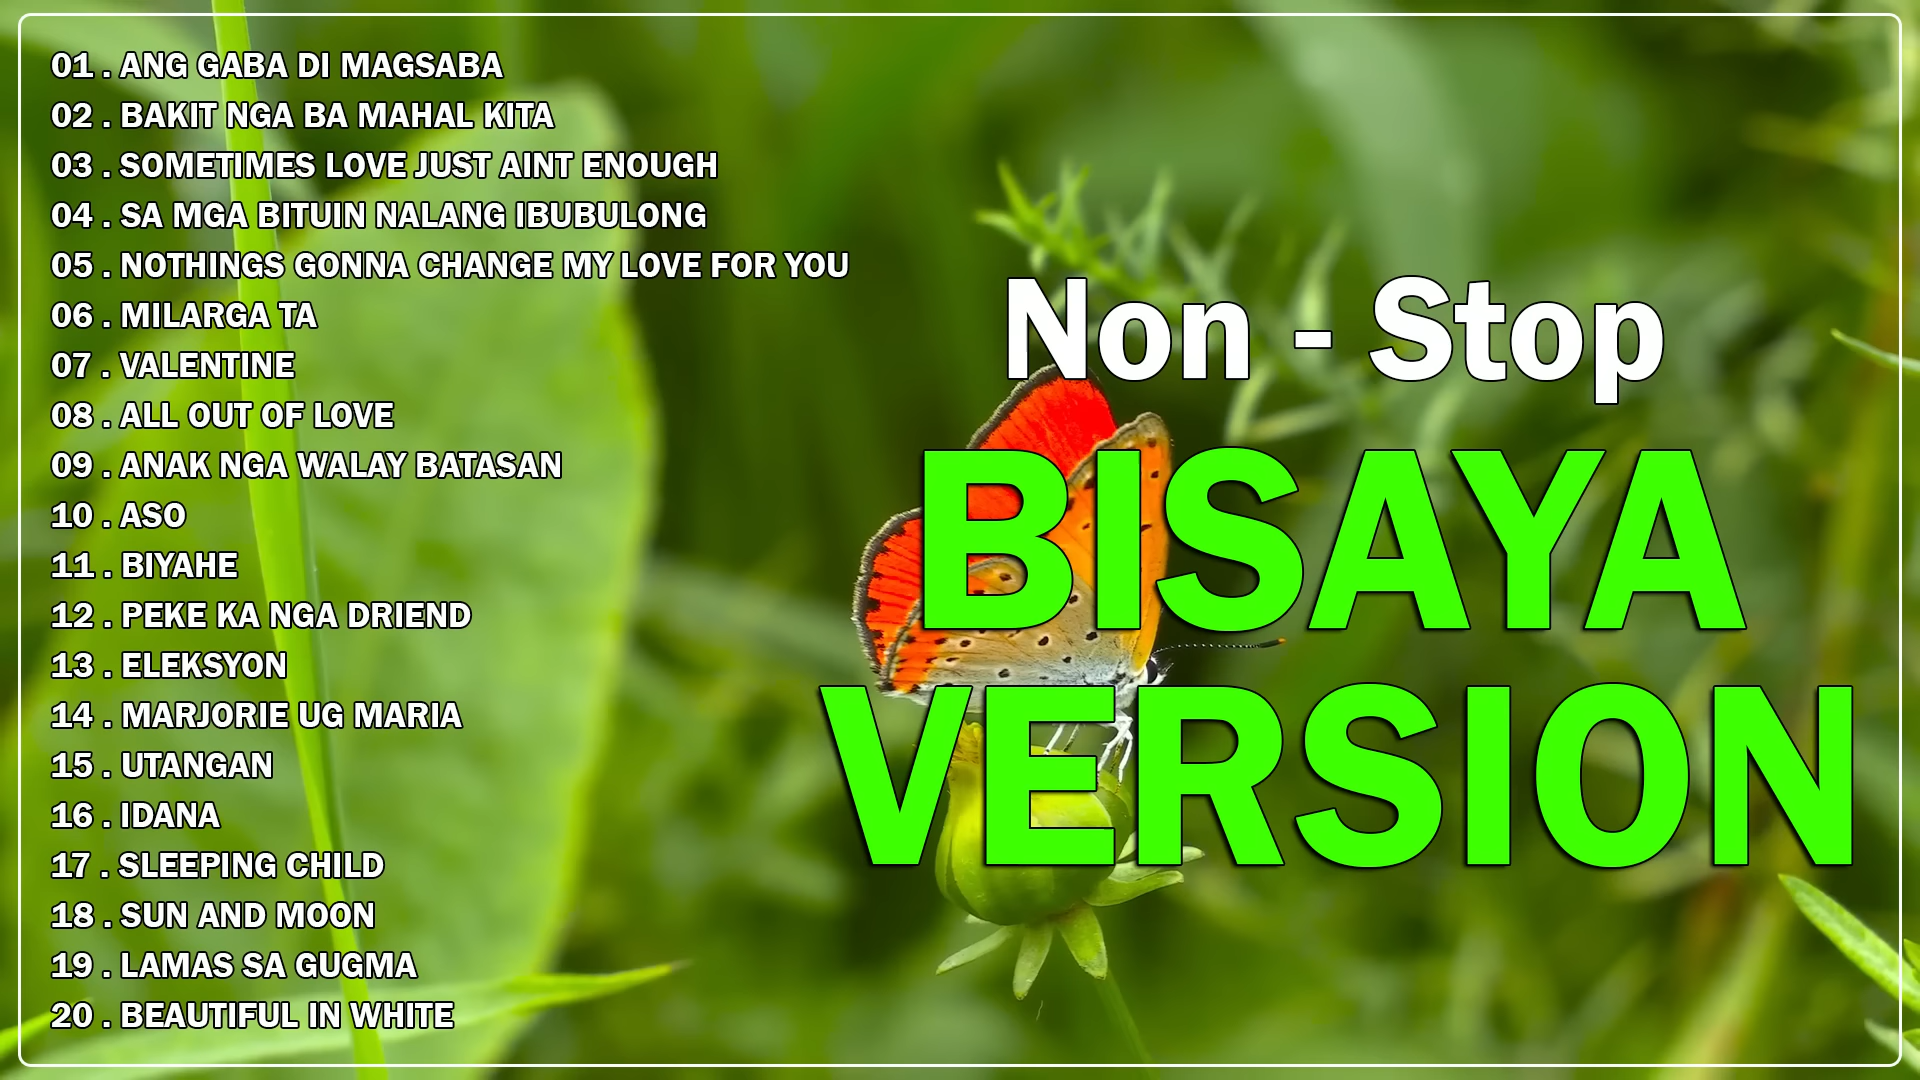 01 . ANG GABA DI MAGSABA
02 . BAKIT NGA BA MAHAL KITA
03 . SOMETIMES LOVE JUST AINT ENOUGH
04 . SA MGA BITUIN NALANG IBUBULONG
05 . NOTHINGS GONNA CHANGE MY LOVE FOR YOU
06 . MILARGA TA
07 . VALENTINE
08 . ALL OUT OF LOVE
09 . ANAK NGA WALAY BATASAN
10 . ASO
11 . BIYAHE
12 . PEKE KA NGA DRIEND
13 . ELEKSYON
14 . MARJORIE UG MARIA
15 . UTANGAN
16 . IDANA
17 . SLEEPING CHILD
18 . SUN AND MOON
19 . LAMAS SA GUGMA
20 . BEAUTIFUL IN WHITE
Non - Stop
BISAYA
VERSION